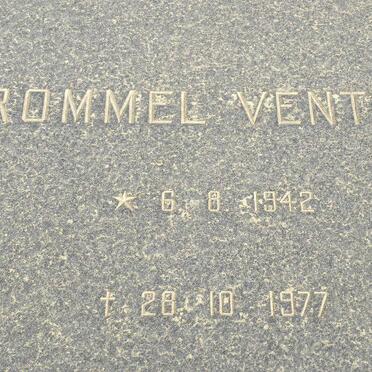 ROMMEL VENT
★ 6. 8. 1942
† 28. 10. 1977